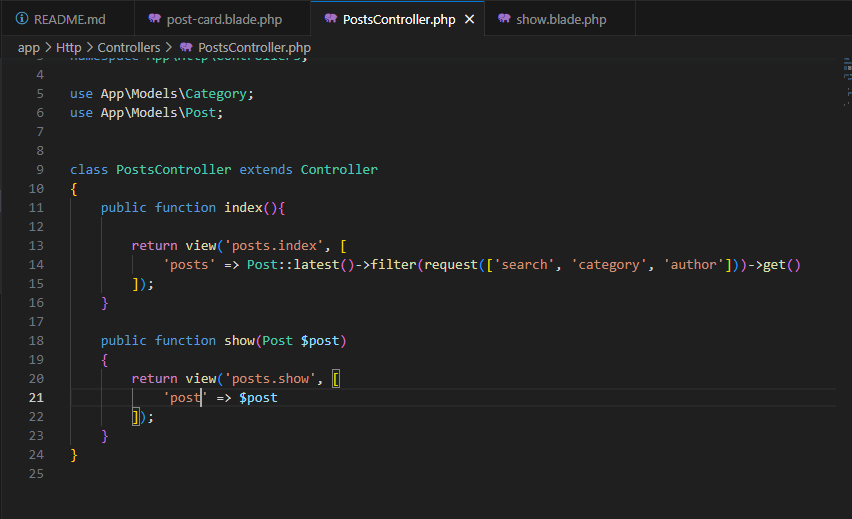 README.md post-card.blade.php PostsController.php show.blade.php
app > Http > Controllers > PostsController.php
3 namespace App\Http\Controllers;
4
5 use App\Models\Category;
6 use App\Models\Post;
7
8
9 class PostsController extends Controller
10 {
11 public function index(){
12
13 return view('posts.index', [
14 'posts' => Post::latest()->filter(request(['search', 'category', 'author']))->get()
15 ]);
16 }
17
18 public function show(Post $post)
19 {
20 return view('posts.show', [
21 'post' => $post
22 ]);
23 }
24 }
25